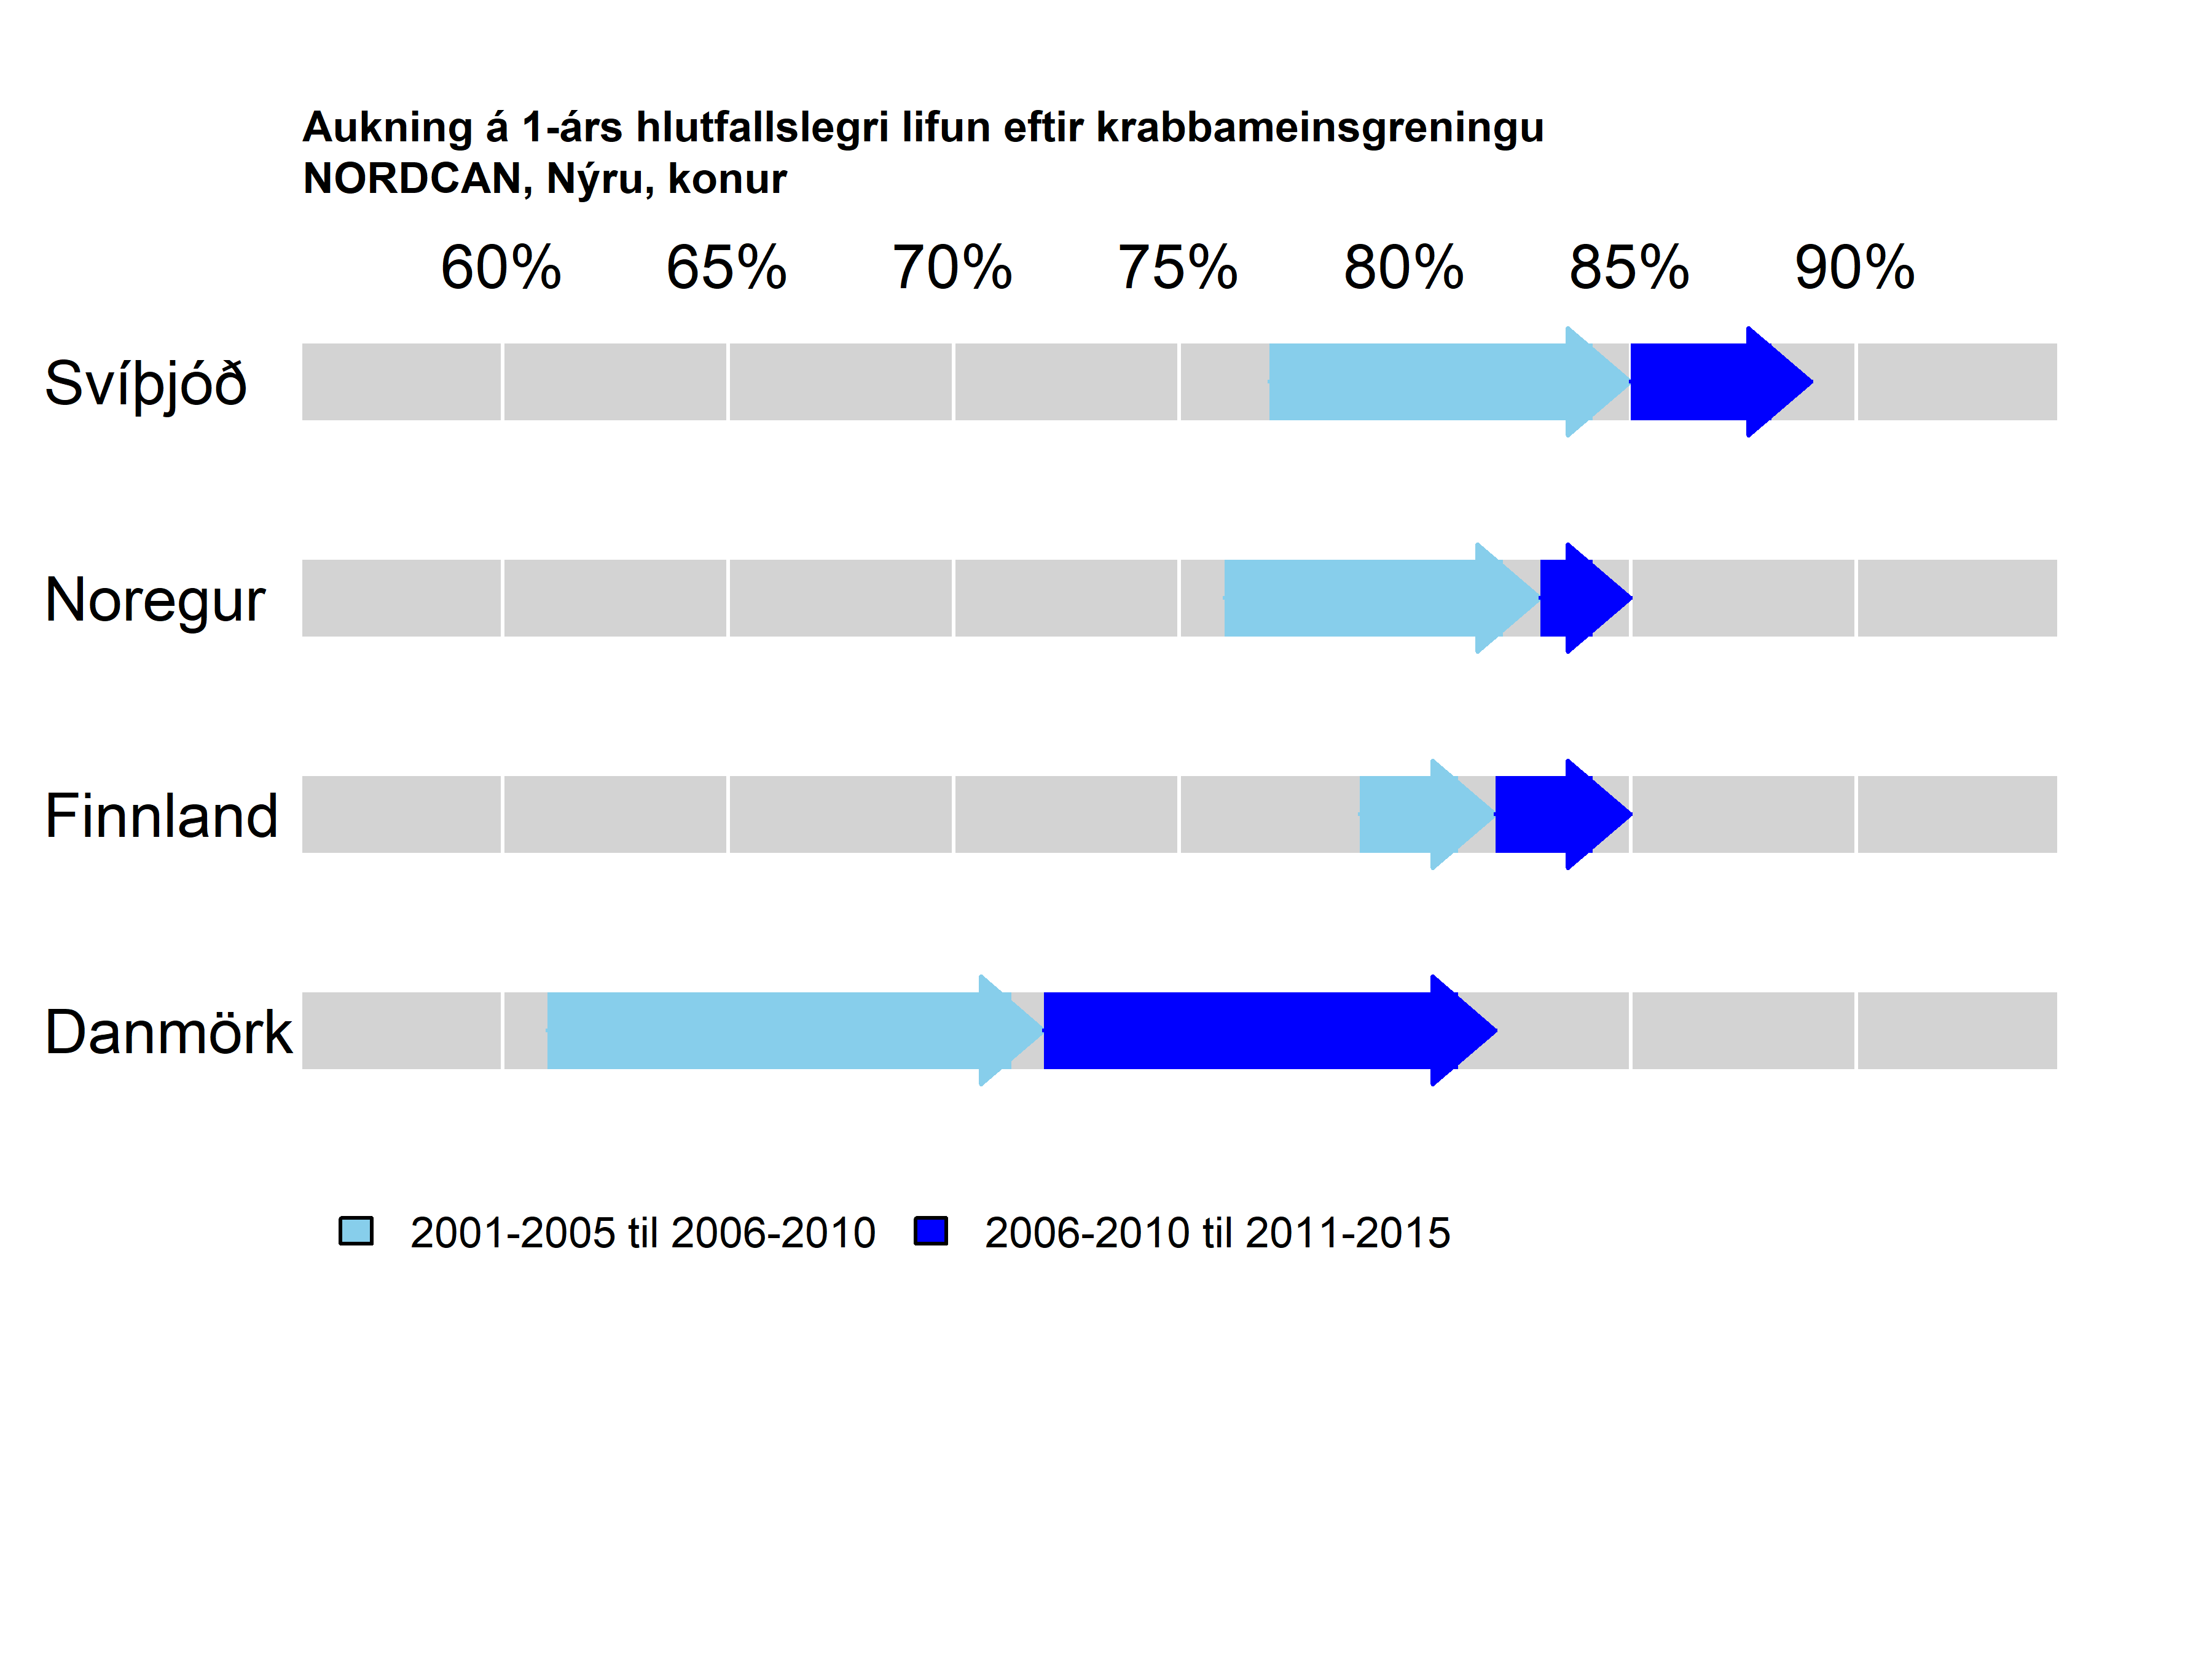 Aukning á 1-árs hlutfallslegri lifun eftir krabbameinsgreningu
NORDCAN, Nýru, konur
60% 65% 70% 75% 80% 85% 90%
Svíþjóð
Noregur
Finnland
Danmörk
2001-2005 til 2006-2010 2006-2010 til 2011-2015